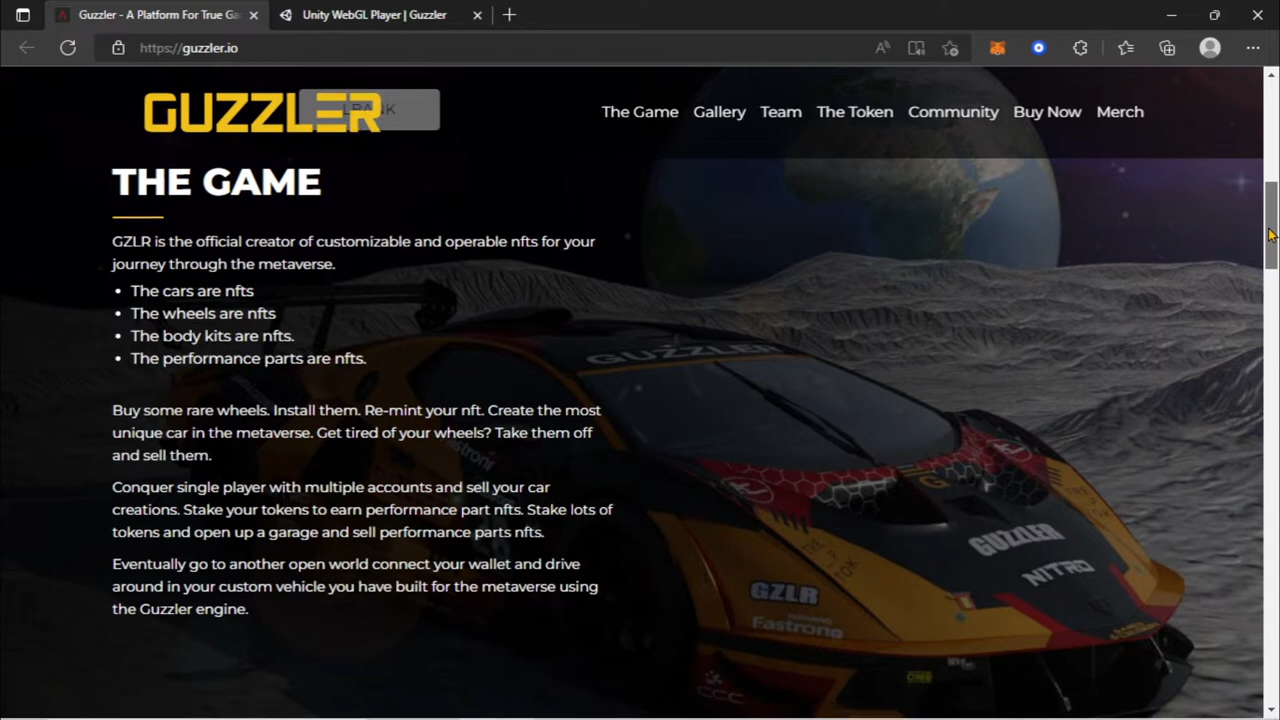 Guzzler - A Platform For True Ga
Unity WebGL Player | Guzzler
https://guzzler.io
GUZZLER
The Game Gallery Team The Token Community Buy Now Merch
THE GAME
GZLR is the official creator of customizable and operable nfts for your
journey through the metaverse.
• The cars are nfts
• The wheels are nfts
• The body kits are nfts.
• The performance parts are nfts.
Buy some rare wheels. Install them. Re-mint your nft. Create the most
unique car in the metaverse. Get tired of your wheels? Take them off
and sell them.
Conquer single player with multiple accounts and sell your car
creations. Stake your tokens to earn performance part nfts. Stake lots of
tokens and open up a garage and sell performance parts nfts.
Eventually go to another open world connect your wallet and drive
around in your custom vehicle you have built for the metaverse using
the Guzzler engine.
GUZZLER
GUZZLER
NITRO
GZLR
Fastronic
CCC